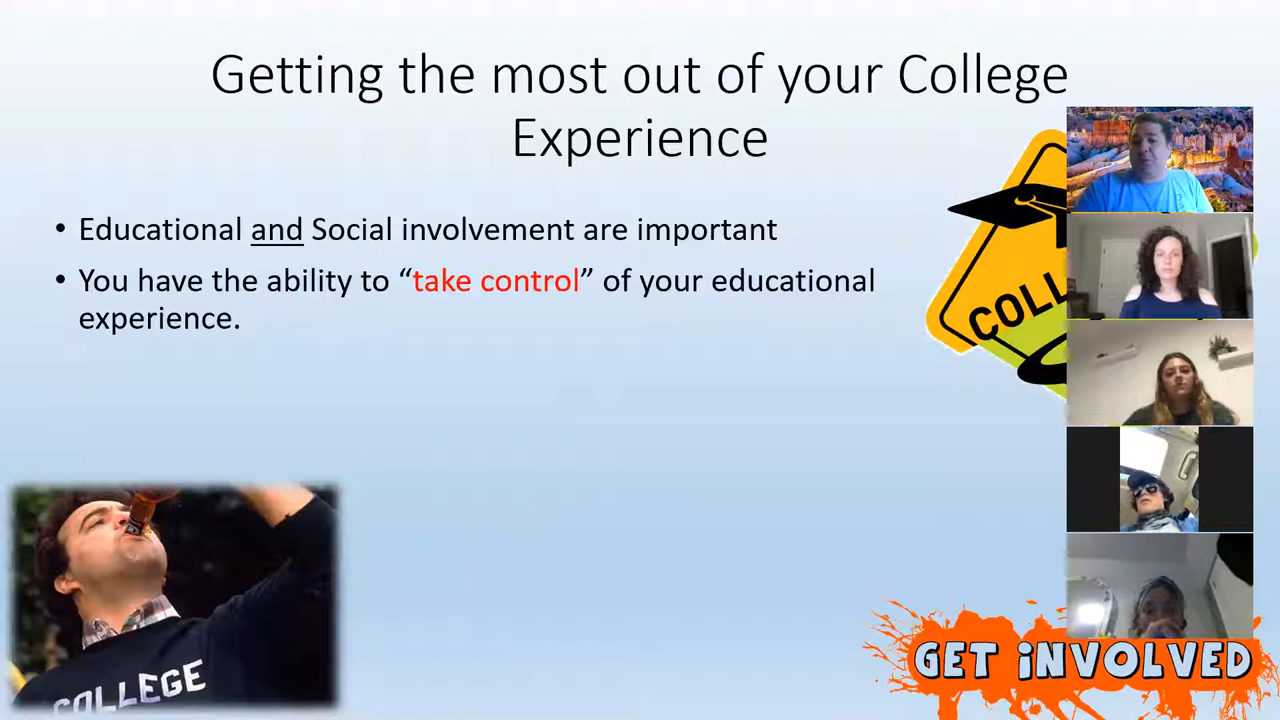 Getting the most out of your College
Experience
• Educational and Social involvement are important
• You have the ability to “take control” of your educational
experience.
COLL
COLLEGE
GET iNVOLVED